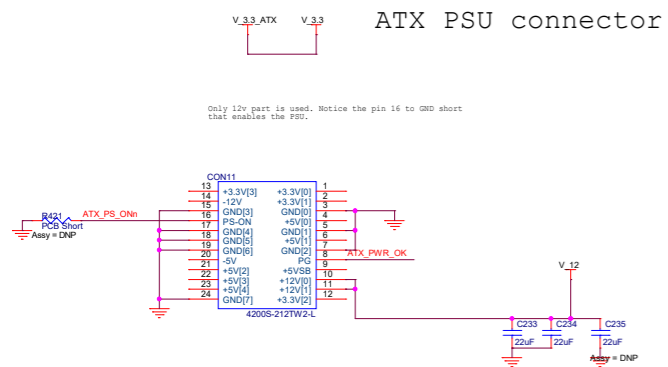 ATX PSU connector
V_3.3_ATX V_3.3
Only 12v part is used. Notice the pin 16 to GND short
that enables the PSU.
CON11
13 +3.3V[3] +3.3V[0] 1
14 -12V +3.3V[1] 2
15 GND[3] GND[0] 3
16 PS-ON +5V[0] 4
17 GND[4] GND[1] 5
18 GND[5] +5V[1] 6
19 GND[6] GND[2] 7
20 -5V PG 8
21 +5V[2] +5VSB 9
22 +5V[3] +12V[0] 10
23 +5V[4] +12V[1] 11
24 GND[7] +3.3V[2] 12
4200S-212TW2-L
R421
ATX_PS_ONn
PCB Short
Assy = DNP
ATX_PWR_OK
V_12
C233 C234 C235
22uF 22uF 22uF
Assy = DNP